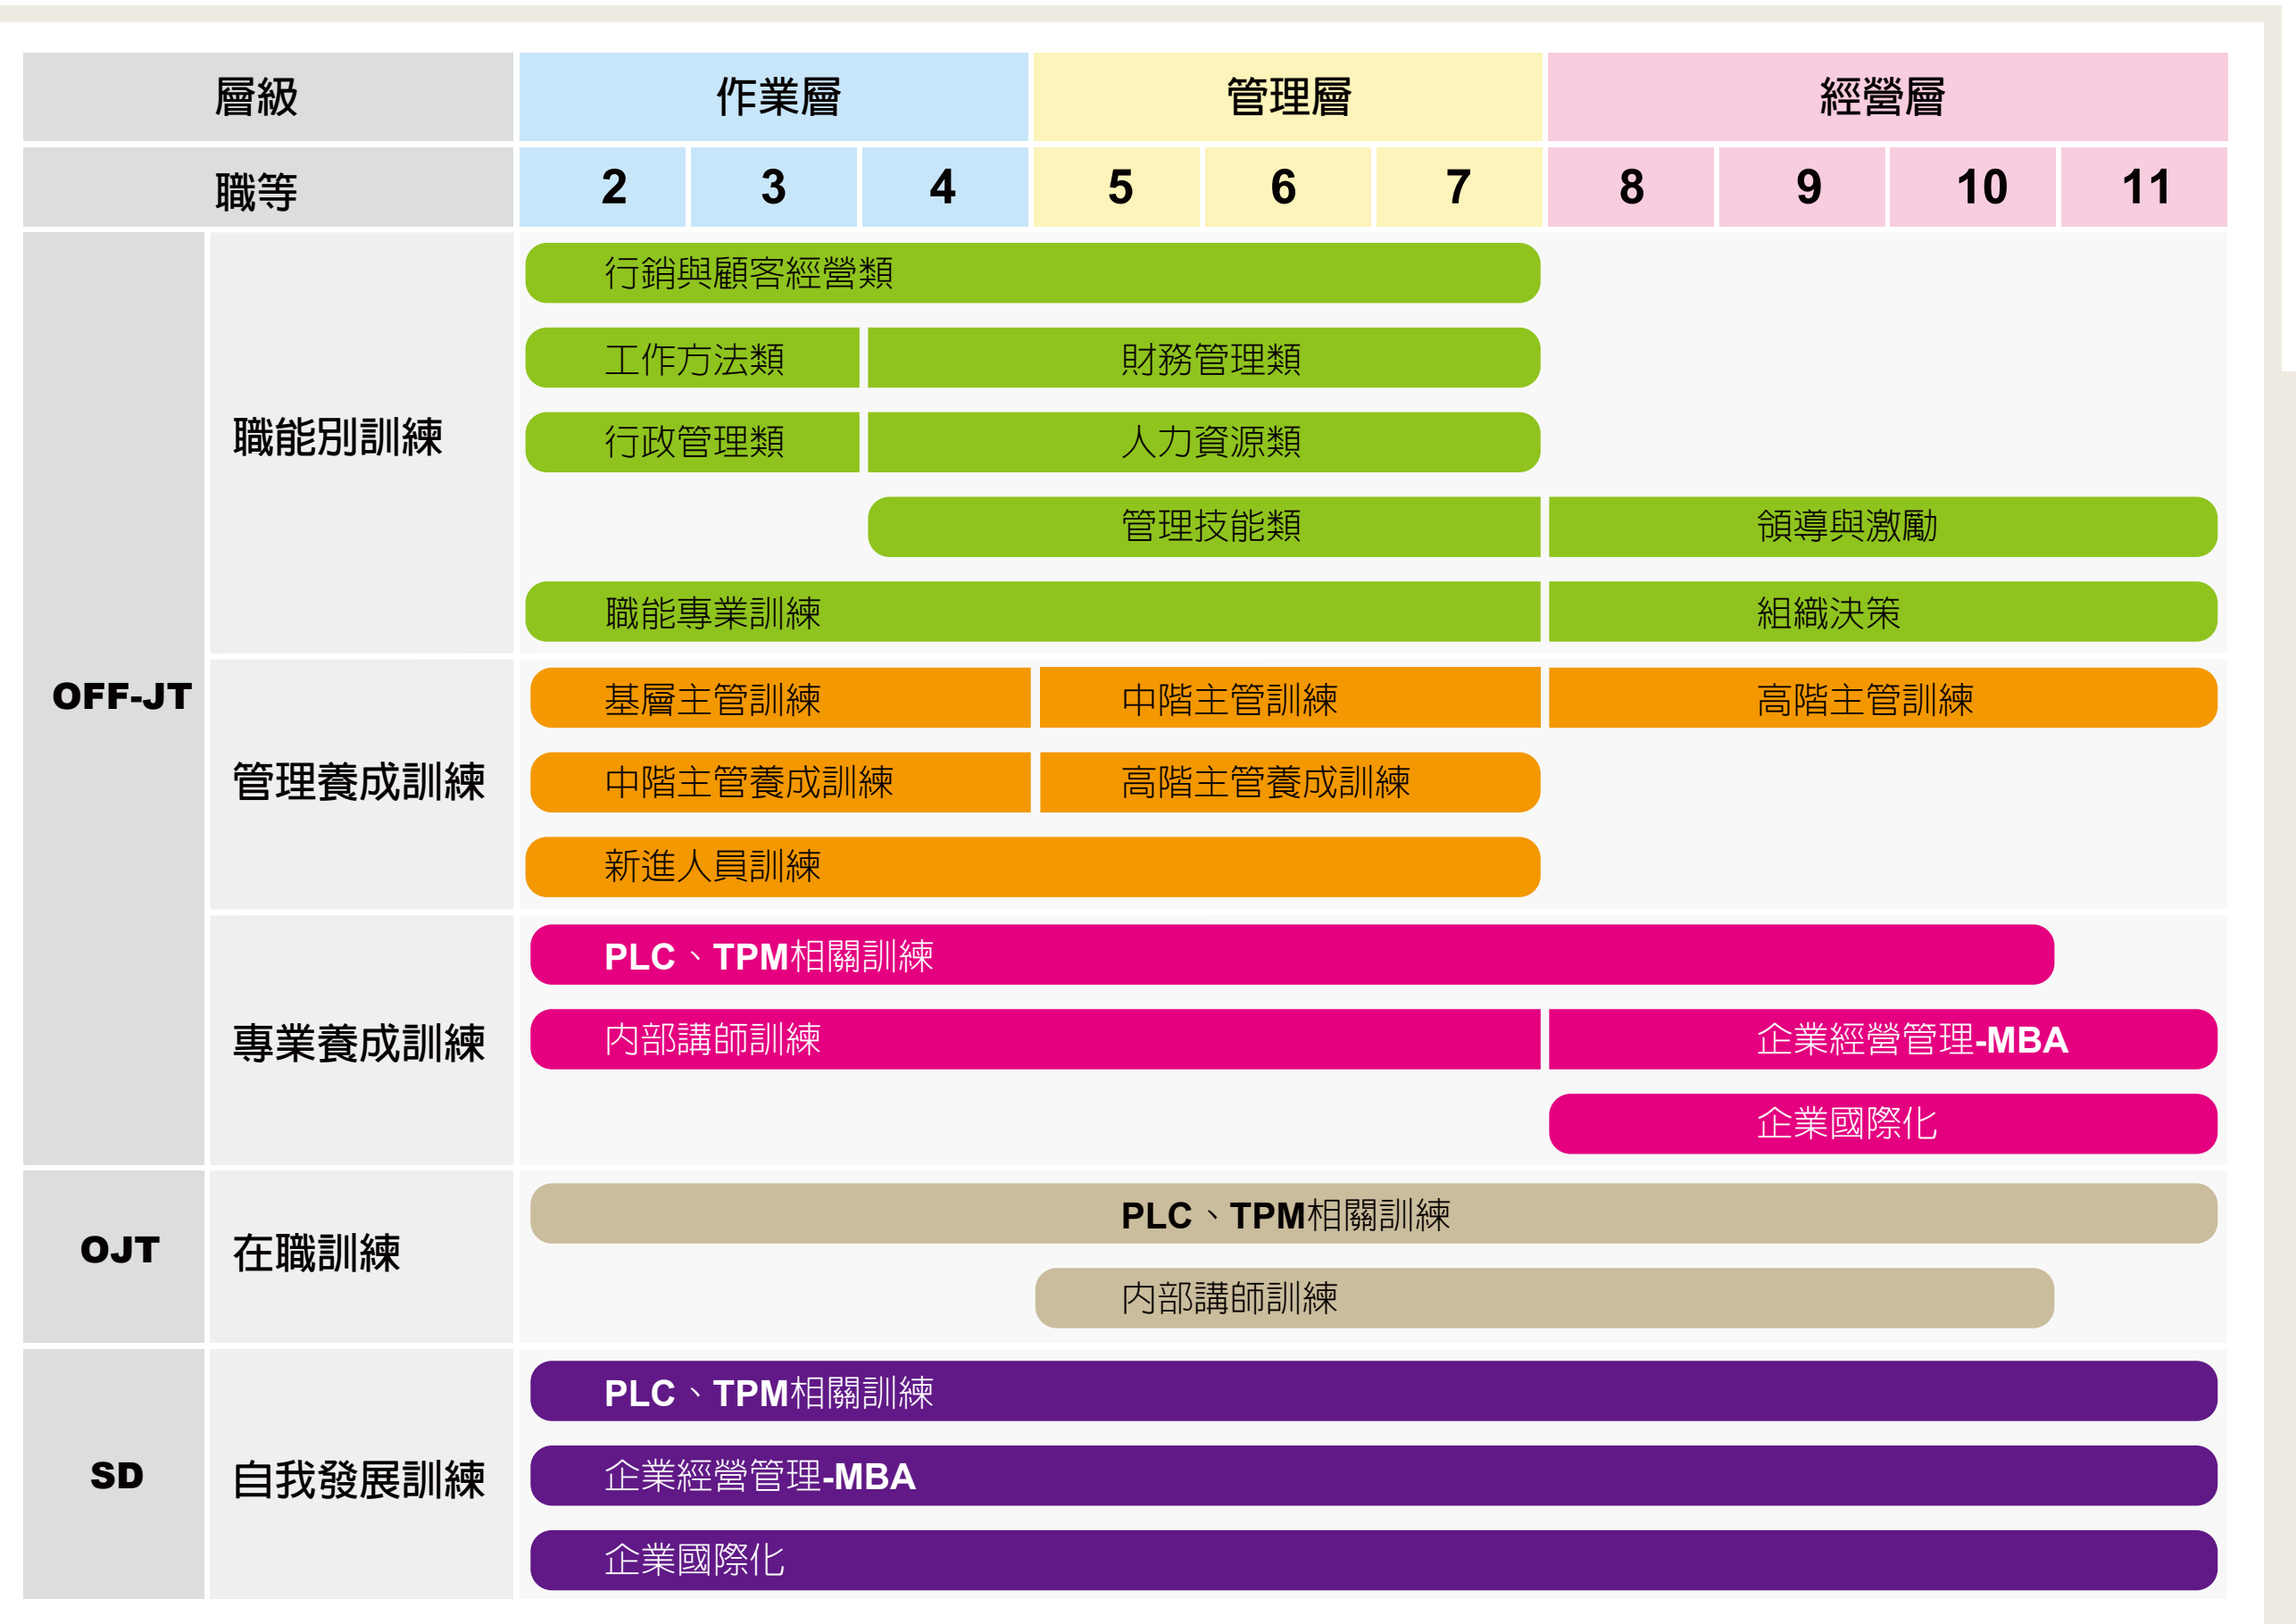 層級 作業層 管理層 經營層
職等 2 3 4 5 6 7 8 9 10 11
OFF-JT
職能別訓練
行銷與顧客經營類
工作方法類 財務管理類
行政管理類 人力資源類
管理技能類 領導與激勵
職能專業訓練 組織決策
管理養成訓練
基層主管訓練 中階主管訓練 高階主管訓練
中階主管養成訓練 高階主管養成訓練
新進人員訓練
專業養成訓練
PLC、TPM相關訓練
內部講師訓練 企業經營管理-MBA
企業國際化
OJT
在職訓練
PLC、TPM相關訓練
內部講師訓練
SD
自我發展訓練
PLC、TPM相關訓練
企業經營管理-MBA
企業國際化